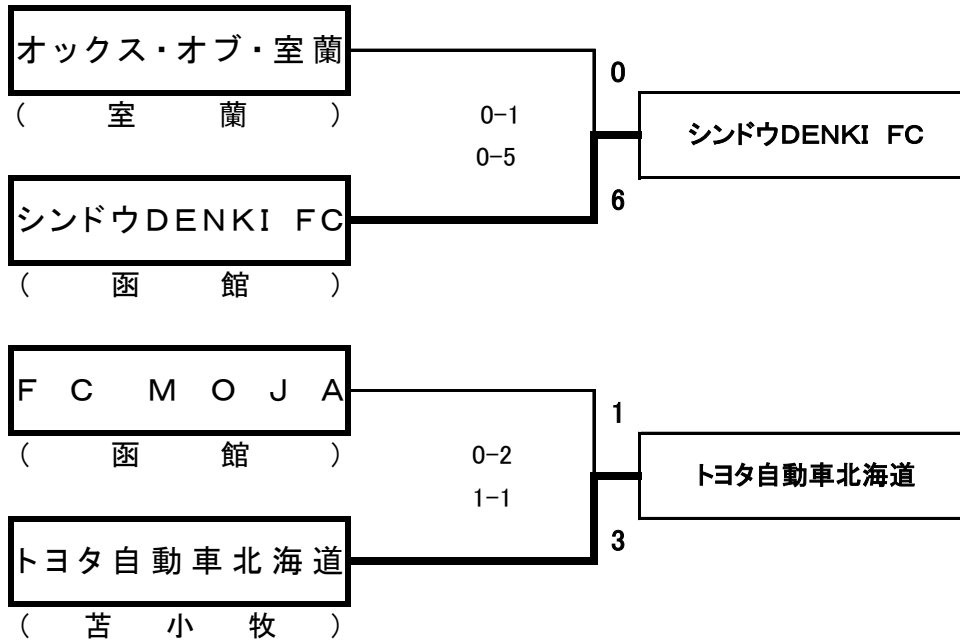 オックス・オブ・室蘭
(室蘭)
0-1
0-5
0
6
シンドウDENKI FC
シンドウDENKI FC
(函館)
FC MOJA
(函館)
0-2
1-1
1
3
トヨタ自動車北海道
トヨタ自動車北海道
(苫小牧)